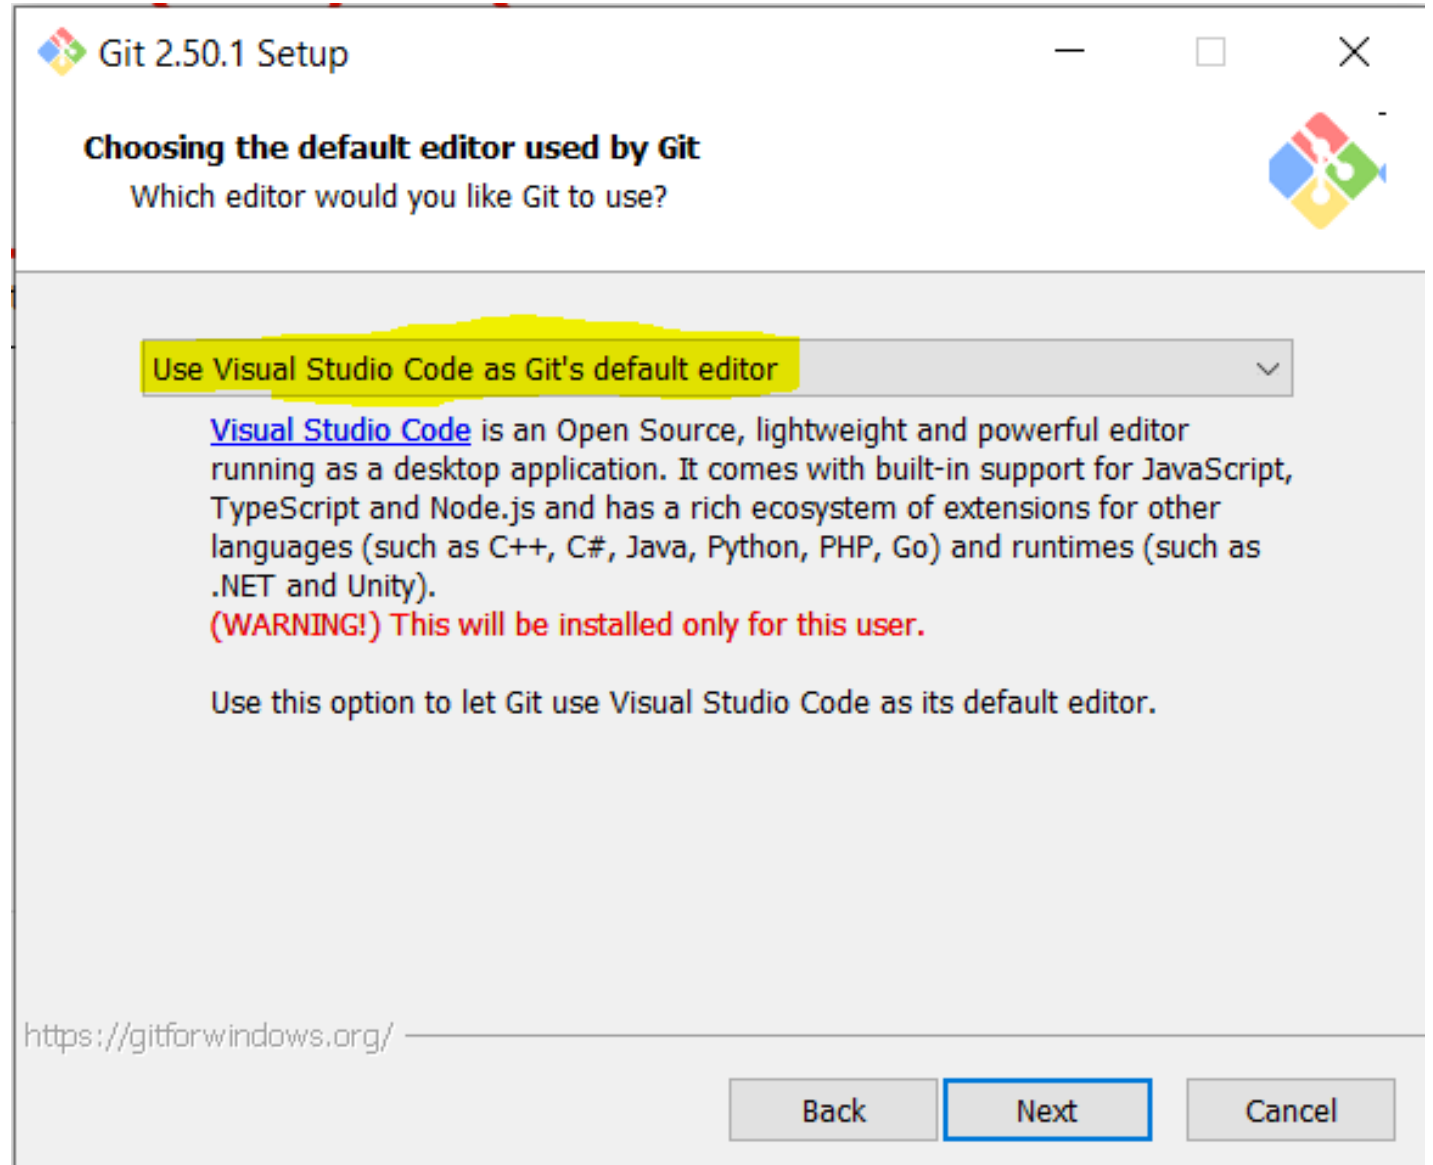 Git 2.50.1 Setup
Choosing the default editor used by Git
Which editor would you like Git to use?
Use Visual Studio Code as Git's default editor
Visual Studio Code is an Open Source, lightweight and powerful editor
running as a desktop application. It comes with built-in support for JavaScript,
TypeScript and Node.js and has a rich ecosystem of extensions for other
languages (such as C++, C#, Java, Python, PHP, Go) and runtimes (such as
.NET and Unity).
(WARNING!) This will be installed only for this user.
Use this option to let Git use Visual Studio Code as its default editor.
https://gitforwindows.org/
Back
Next
Cancel